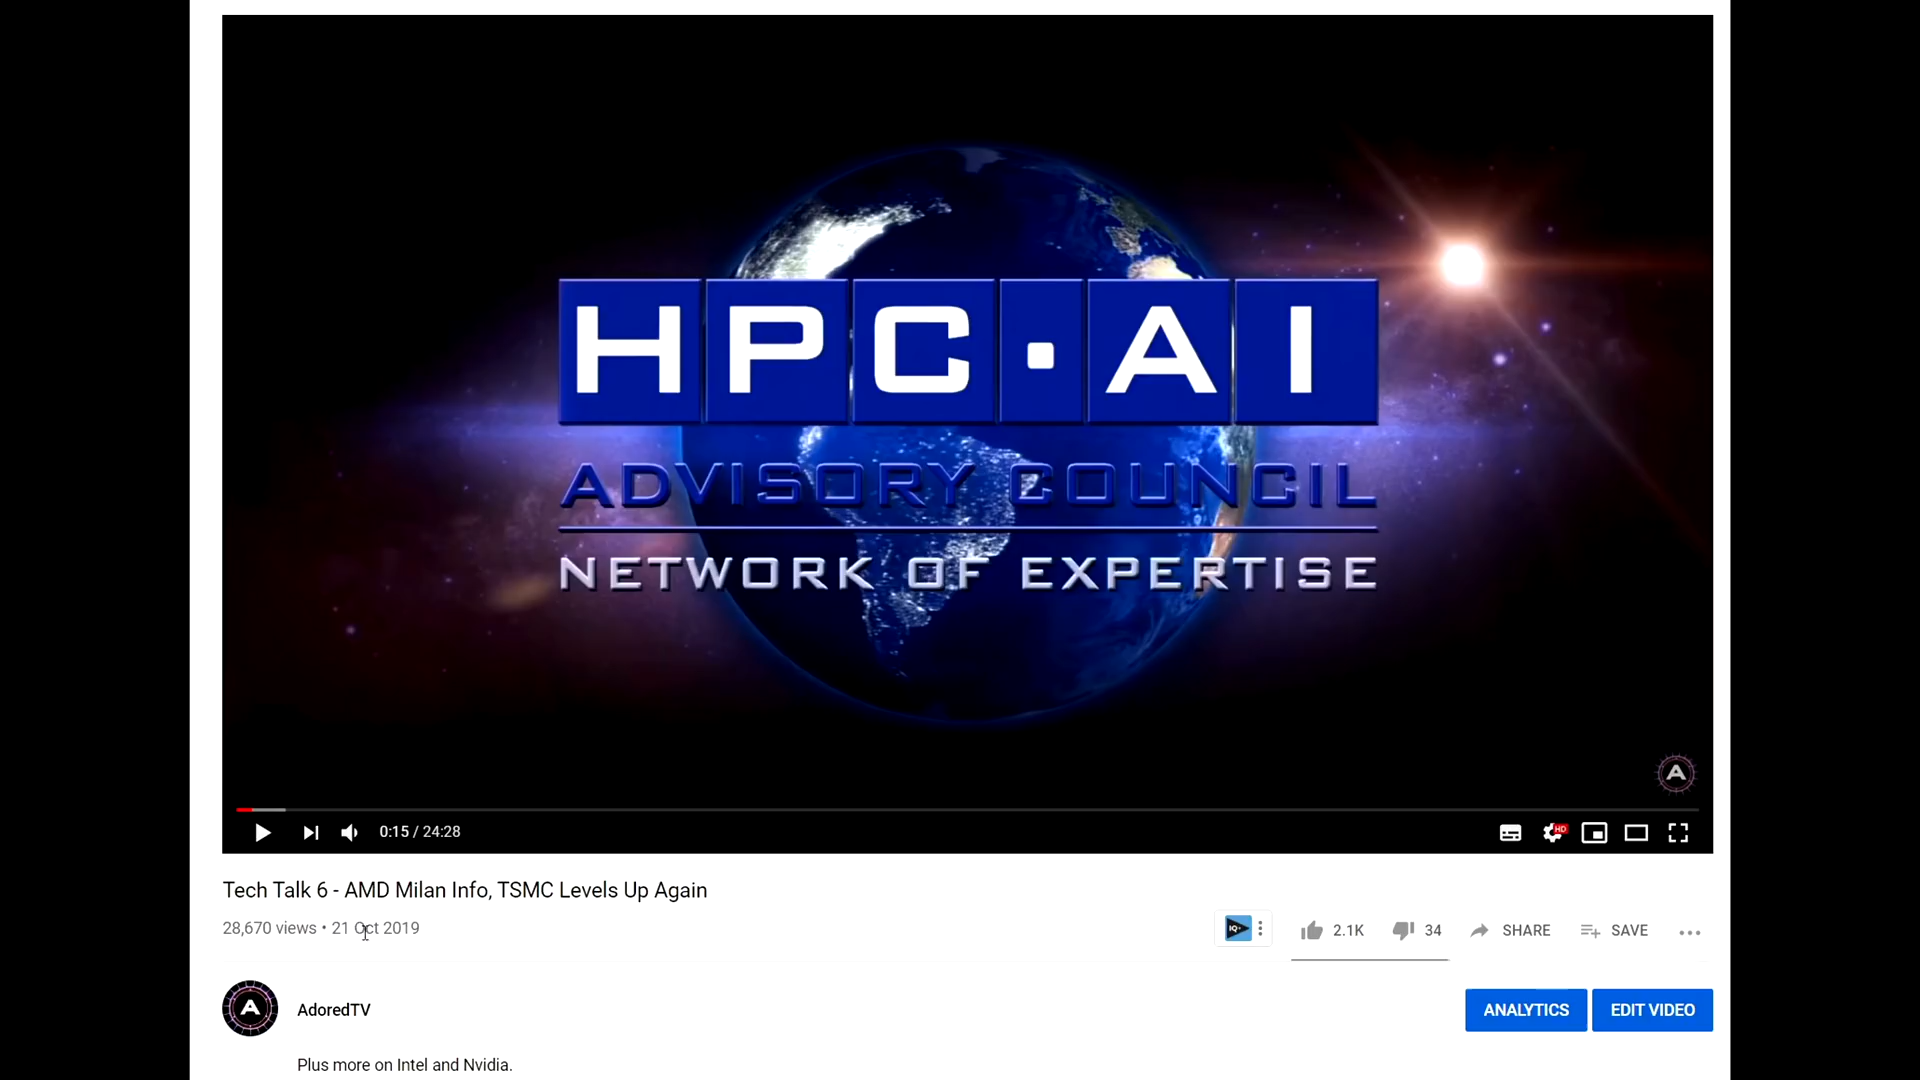 HPC·AI
ADVISORY COUNCIL
NETWORK OF EXPERTISE
A
0:15 / 24:28
HD
Tech Talk 6 - AMD Milan Info, TSMC Levels Up Again
28,670 views • 21 Oct 2019
IQ+
2.1K
34
SHARE
SAVE
A
AdoredTV
ANALYTICS
EDIT VIDEO
Plus more on Intel and Nvidia.